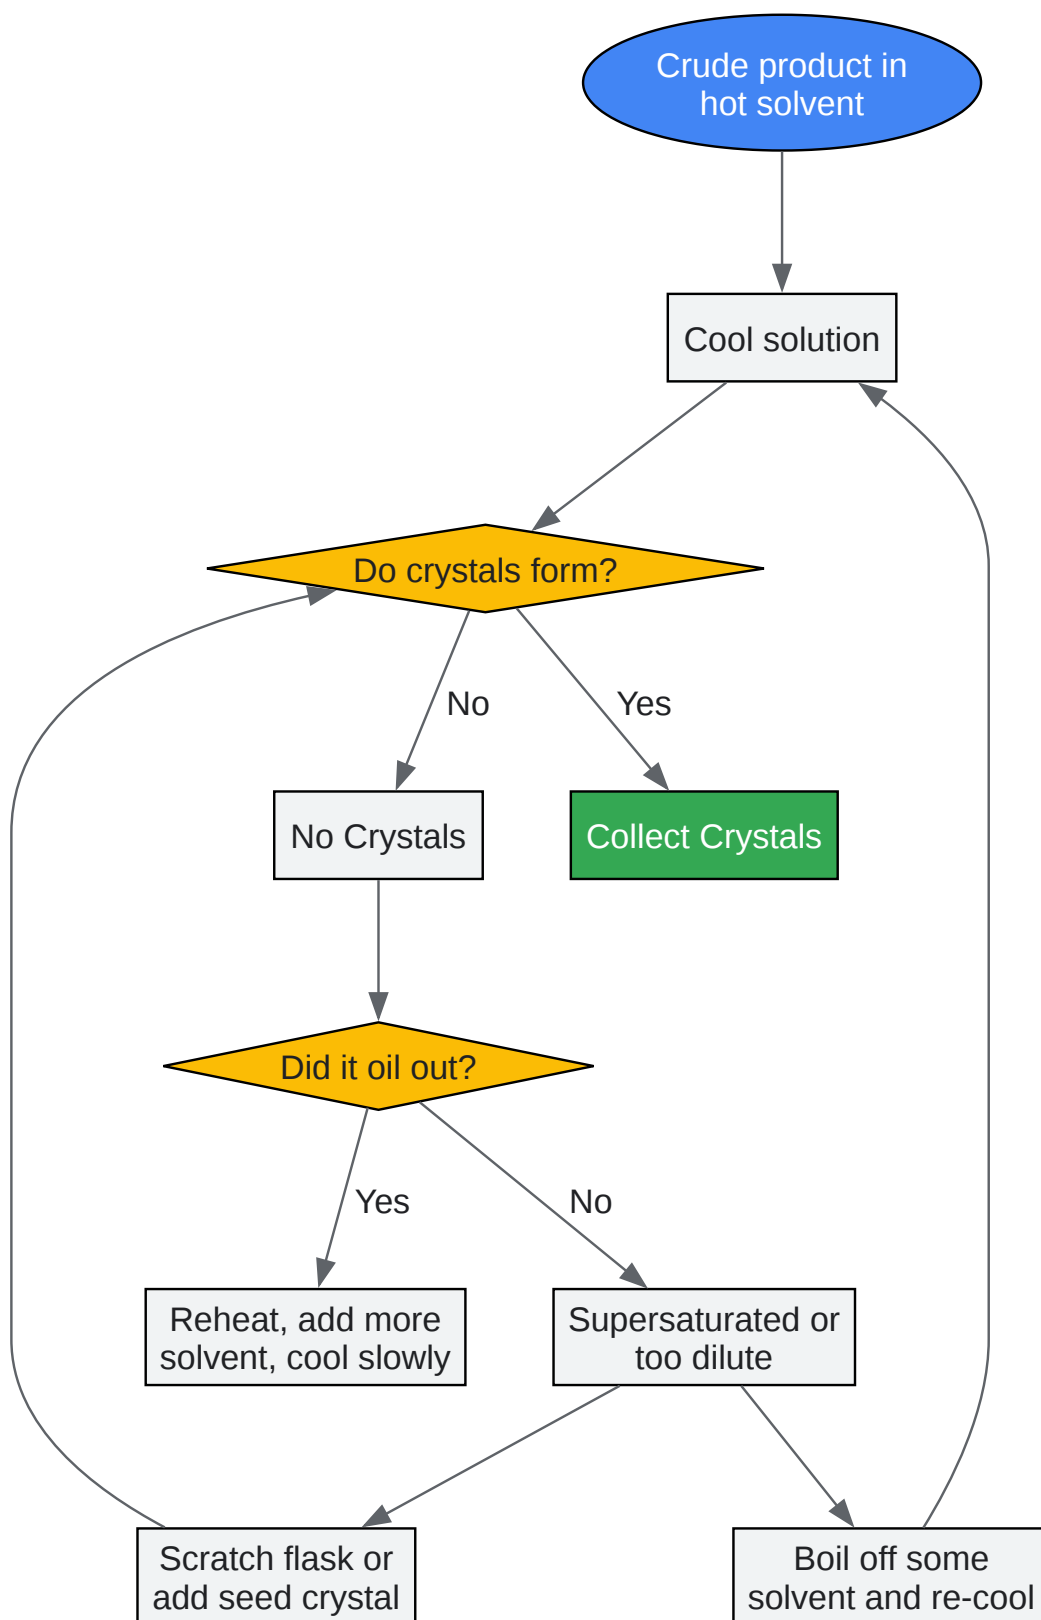 Crude product in
hot solvent
Cool solution
Do crystals form?
No
Yes
No Crystals
Collect Crystals
Did it oil out?
Yes
No
Reheat, add more
solvent, cool slowly
Supersaturated or
too dilute
Scratch flask or
add seed crystal
Boil off some
solvent and re-cool